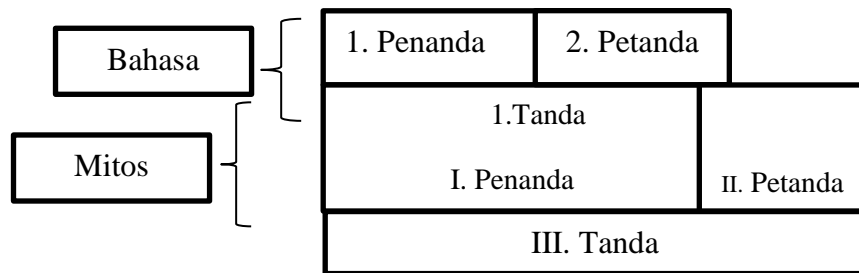 Bahasa
1. Penanda
2. Petanda
1.Tanda
Mitos
I. Penanda
II. Petanda
III. Tanda